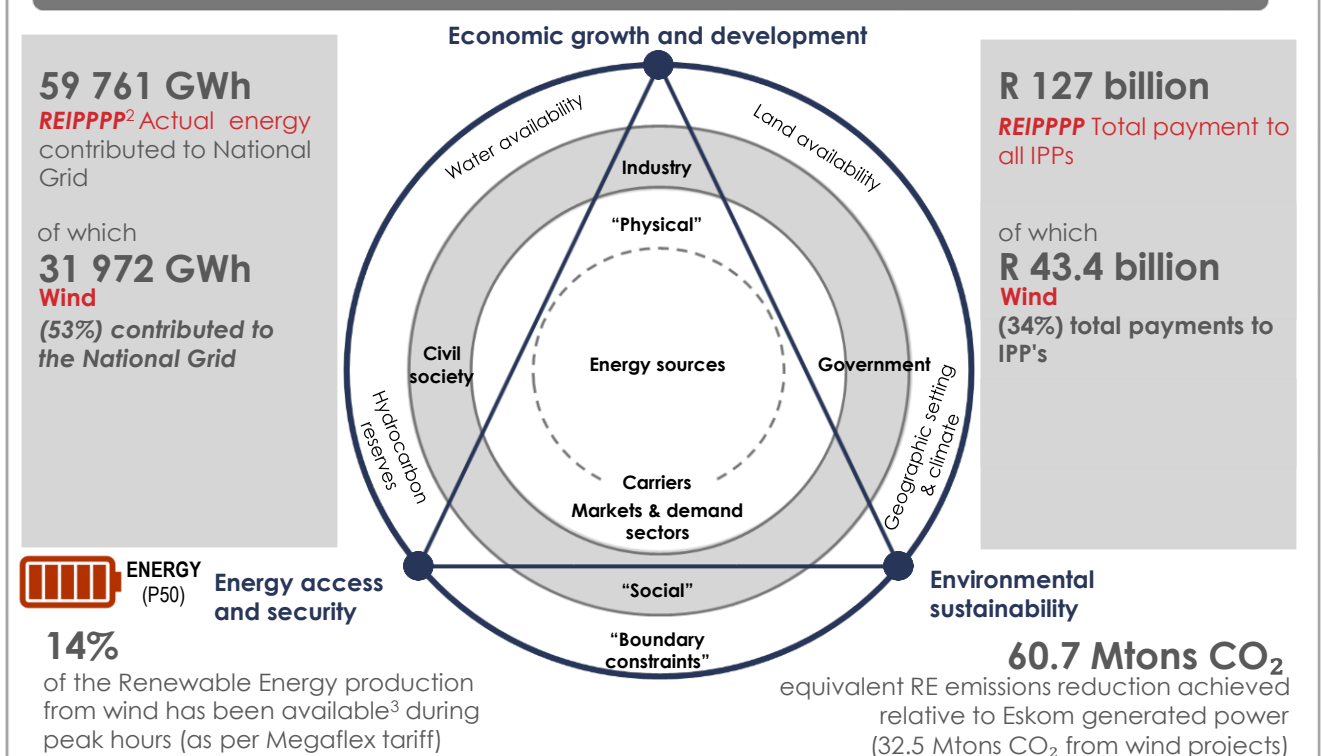 Economic growth and development
59 761 GWh
REIPPPP² Actual energy
contributed to National
Grid
of which
31 972 GWh
Wind
(53%) contributed to
the National Grid
Water availability
Land availability
Industry
“Physical”
Civil
society
Energy sources
Government
Hydrocarbon
reserves
Geographic setting
& climate
Carriers
Markets & demand
sectors
“Social”
“Boundary
constraints”
R 127 billion
REIPPPP Total payment to
all IPPs
of which
R 43.4 billion
Wind
(34%) total payments to
IPP's
ENERGY
(P50)
Energy access
and security
14%
of the Renewable Energy production
from wind has been available³ during
peak hours (as per Megaflex tariff)
Environmental
sustainability
60.7 Mtons CO₂
equivalent RE emissions reduction achieved
relative to Eskom generated power
(32.5 Mtons CO₂ from wind projects)